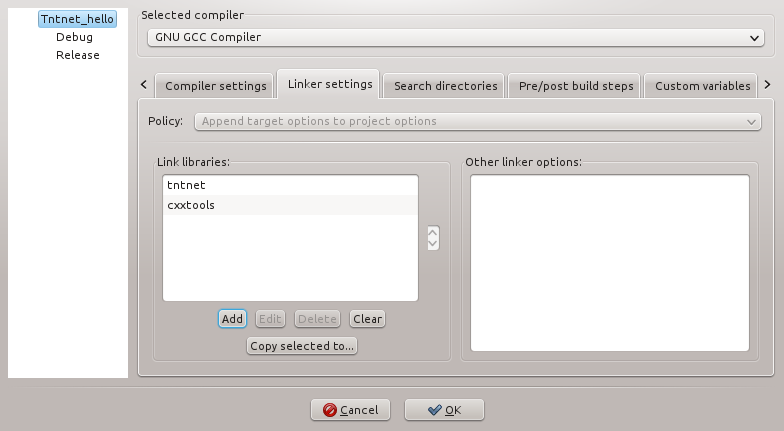 Tntnet_hello
Debug
Release
Selected compiler
GNU GCC Compiler
Compiler settings
Linker settings
Search directories
Pre/post build steps
Custom variables
Policy:
Append target options to project options
Link libraries:
tntnet
cxxtools
Add
Edit
Delete
Clear
Copy selected to...
Other linker options:
Cancel
OK